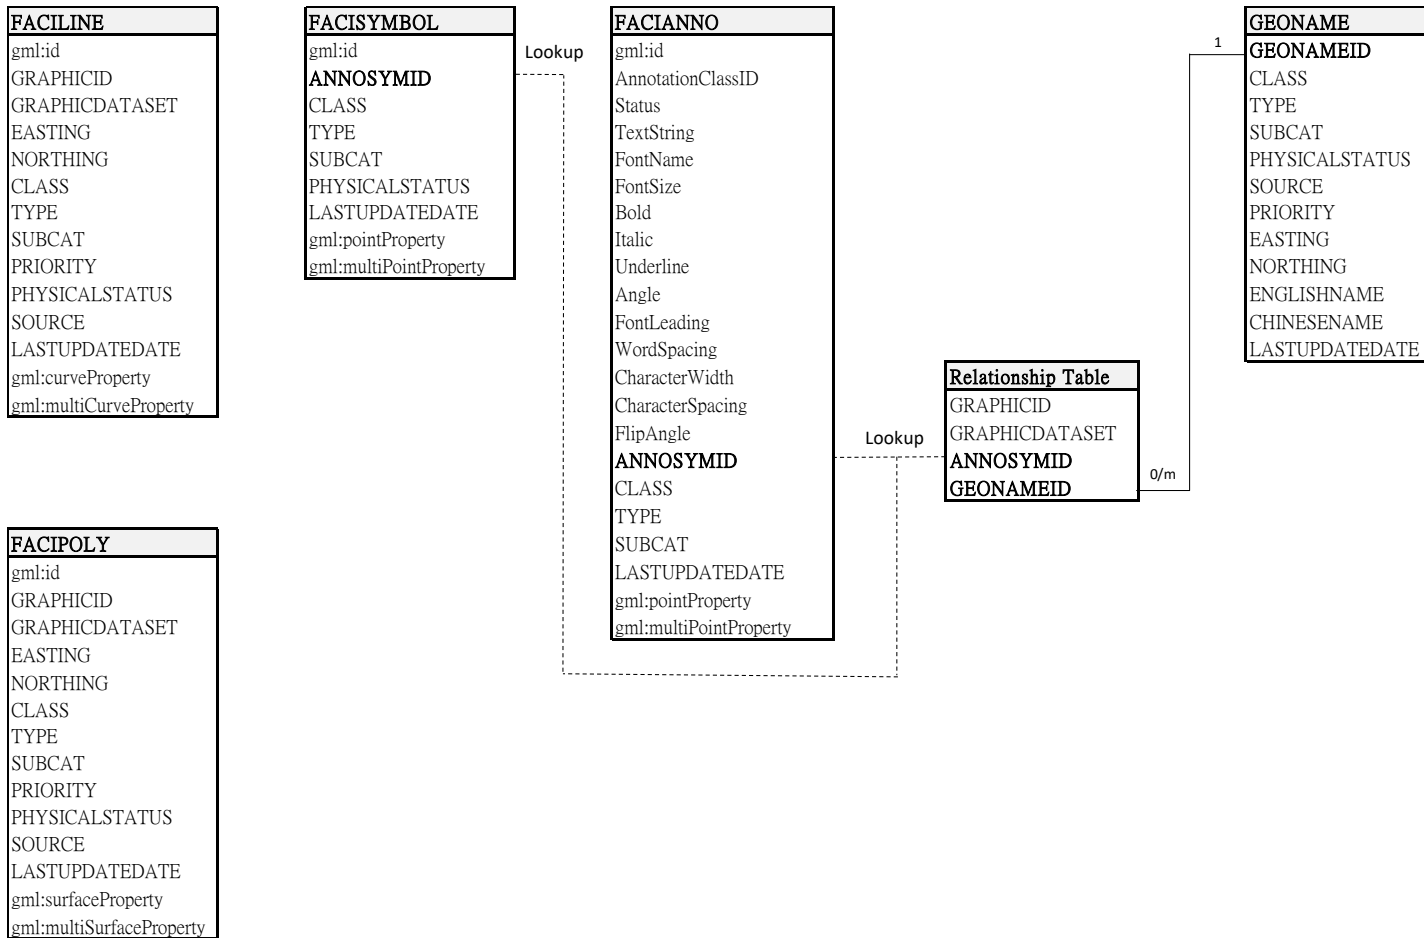 FACILINE
gml:id
GRAPHICID
GRAPHICDATASET
EASTING
NORTHING
CLASS
TYPE
SUBCAT
PRIORITY
PHYSICALSTATUS
SOURCE
LASTUPDATEDATE
gml:curveProperty
gml:multiCurveProperty
FACIPOLY
gml:id
GRAPHICID
GRAPHICDATASET
EASTING
NORTHING
CLASS
TYPE
SUBCAT
PRIORITY
PHYSICALSTATUS
SOURCE
LASTUPDATEDATE
gml:surfaceProperty
gml:multiSurfaceProperty
FACISYMBOL
gml:id
ANNOSYMID
CLASS
TYPE
SUBCAT
PHYSICALSTATUS
LASTUPDATEDATE
gml:pointProperty
gml:multiPointProperty
Lookup
FACIANNO
gml:id
AnnotationClassID
Status
TextString
FontName
FontSize
Bold
Italic
Underline
Angle
FontLeading
WordSpacing
CharacterWidth
CharacterSpacing
FlipAngle
ANNOSYMID
CLASS
TYPE
SUBCAT
LASTUPDATEDATE
gml:pointProperty
gml:multiPointProperty
Lookup
Relationship Table
GRAPHICID
GRAPHICDATASET
ANNOSYMID
GEONAMEID
0/m
1
GEONAME
GEONAMEID
CLASS
TYPE
SUBCAT
PHYSICALSTATUS
SOURCE
PRIORITY
EASTING
NORTHING
ENGLISHNAME
CHINESENAME
LASTUPDATEDATE